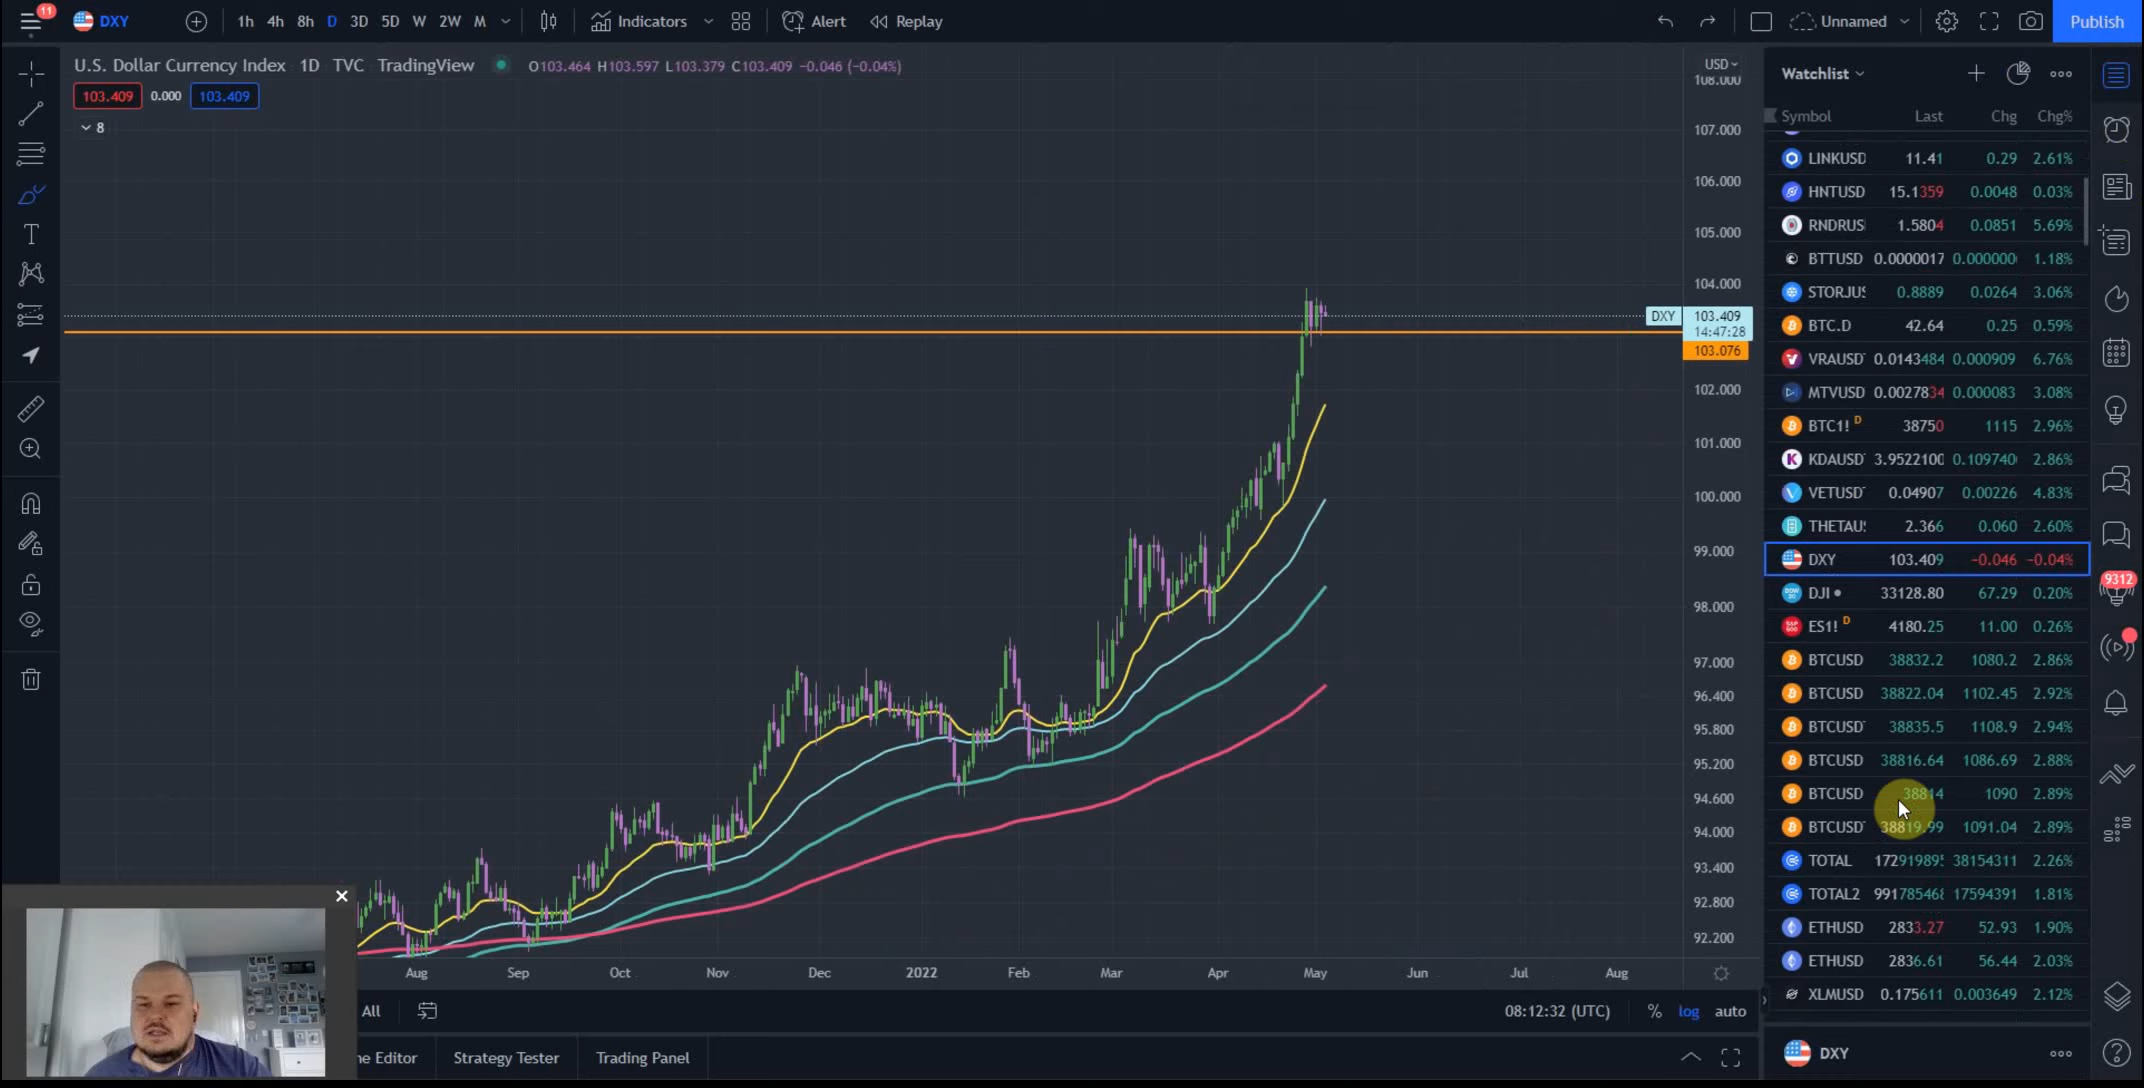 11
DXY
1h 4h 8h D 3D 5D W 2W M
Indicators
Alert
Replay
Unnamed
Publish
U.S. Dollar Currency Index 1D TVC TradingView
O103.464 H103.597 L103.379 C103.409 −0.046 (−0.04%)
103.409 0.000 103.409
8
USD
108.000
107.000
106.000
105.000
104.000
DXY 103.409
14:47:28
103.076
102.000
101.000
100.000
99.000
98.000
97.000
96.400
95.800
95.200
94.600
94.000
93.400
92.800
92.200
Aug Sep Oct Nov Dec 2022 Feb Mar Apr May Jun Jul Aug
All
08:12:32 (UTC) % log auto
ne Editor Strategy Tester Trading Panel
Watchlist
Symbol Last Chg Chg%
LINKUSD 11.41 0.29 2.61%
HNTUSD 15.1359 0.0048 0.03%
RNDRUS 1.5804 0.0851 5.69%
BTTUSD 0.0000017 0.000000 1.18%
STORJUS 0.8889 0.0264 3.06%
BTC.D 42.64 0.25 0.59%
VRAUSD 0.0143484 0.000909 6.76%
MTVUSD 0.0027834 0.000083 3.08%
BTC1! D 38750 1115 2.96%
KDAUSD 3.9522100 0.109740 2.86%
VETUSD 0.04907 0.00226 4.83%
THETAUS 2.366 0.060 2.60%
DXY 103.409 −0.046 −0.04%
DJI 33128.80 67.29 0.20%
ES1! D 4180.25 11.00 0.26%
BTCUSD 38832.2 1080.2 2.86%
BTCUSD 38822.04 1102.45 2.92%
BTCUSD 38835.5 1108.9 2.94%
BTCUSD 38816.64 1086.69 2.88%
BTCUSD 38814 1090 2.89%
BTCUSD 38819.99 1091.04 2.89%
TOTAL 172919895 38154311 2.26%
TOTAL2 991785468 17594391 1.81%
ETHUSD 2833.27 52.93 1.90%
ETHUSD 2836.61 56.44 2.03%
XLMUSD 0.175611 0.003649 2.12%
DXY
9312